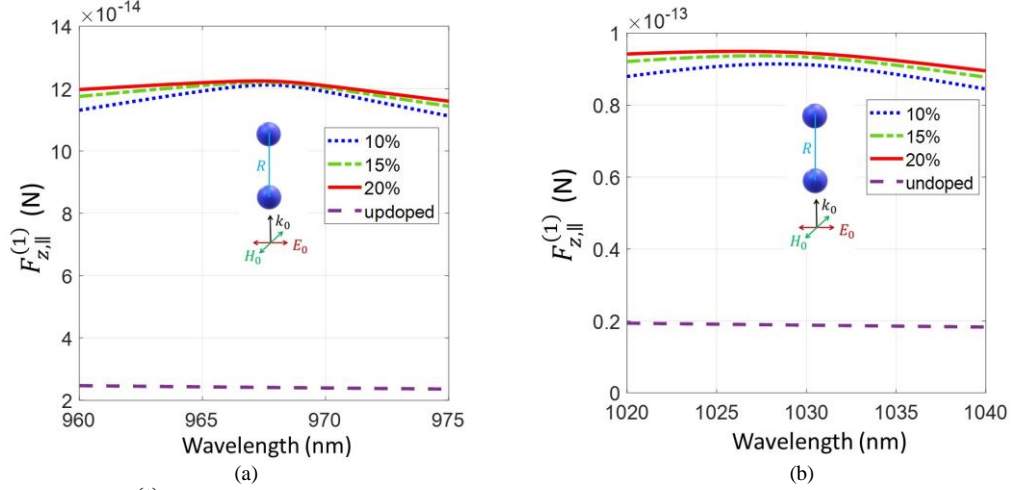 ×10⁻¹⁴
14
12
10
8
6
4
2
F_{z,||}^{(1)} (N)
10%
15%
20%
updoped
R
k₀
E₀
H₀
960 965 970 975
Wavelength (nm)
(a)
×10⁻¹³
1
0.8
0.6
0.4
0.2
0
F_{z,||}^{(1)} (N)
10%
15%
20%
undoped
R
k₀
E₀
H₀
1020 1025 1030 1035 1040
Wavelength (nm)
(b)